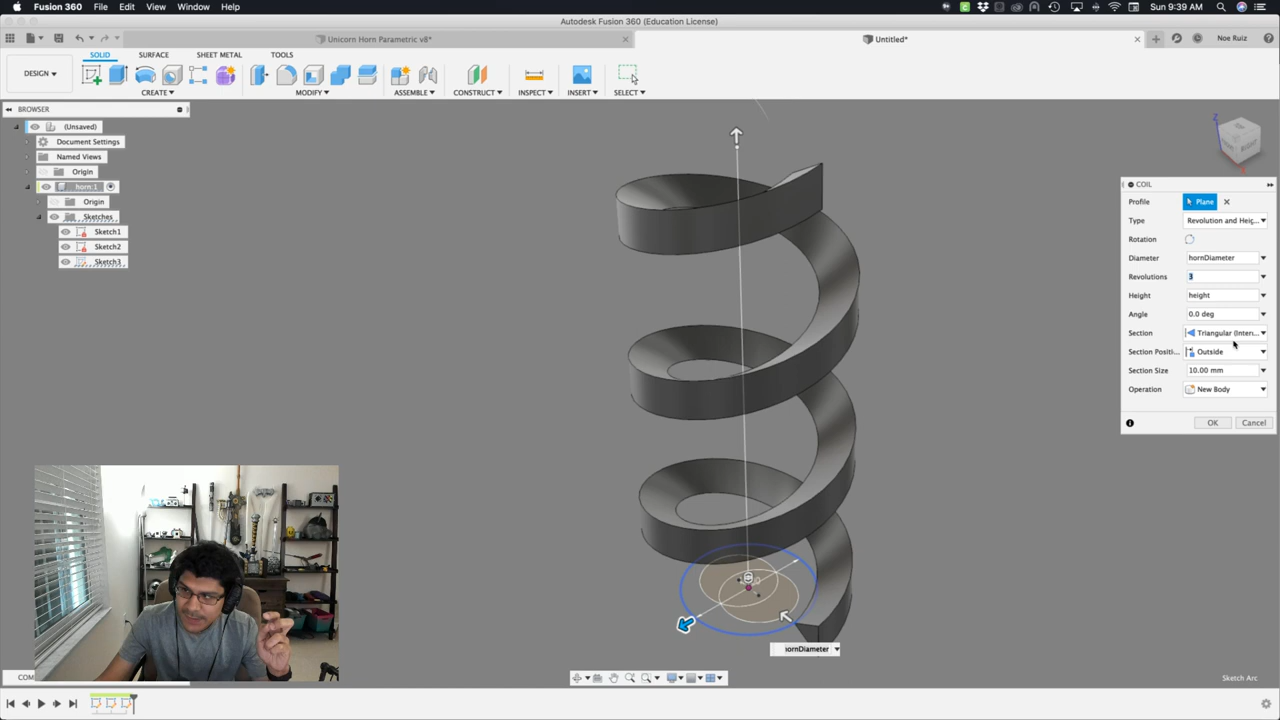 Fusion 360 File Edit View Window Help
Sun 9:39 AM
Autodesk Fusion 360 (Education License)
Unicorn Horn Parametric v8*
Untitled*
Noe Ruiz
SOLID SURFACE SHEET METAL TOOLS
DESIGN
CREATE MODIFY ASSEMBLE CONSTRUCT INSPECT INSERT SELECT
BROWSER
(Unsaved)
Document Settings
Named Views
Origin
horn:1
Origin
Sketches
Sketch1
Sketch2
Sketch3
Z
RIGHT
COIL
Profile Plane
Type Revolution and Heig...
Rotation
Diameter hornDiameter
Revolutions 3
Height height
Angle 0.0 deg
Section Triangular (Intern...
Section Positi... Outside
Section Size 10.00 mm
Operation New Body
OK Cancel
hornDiameter
COM
Sketch Arc